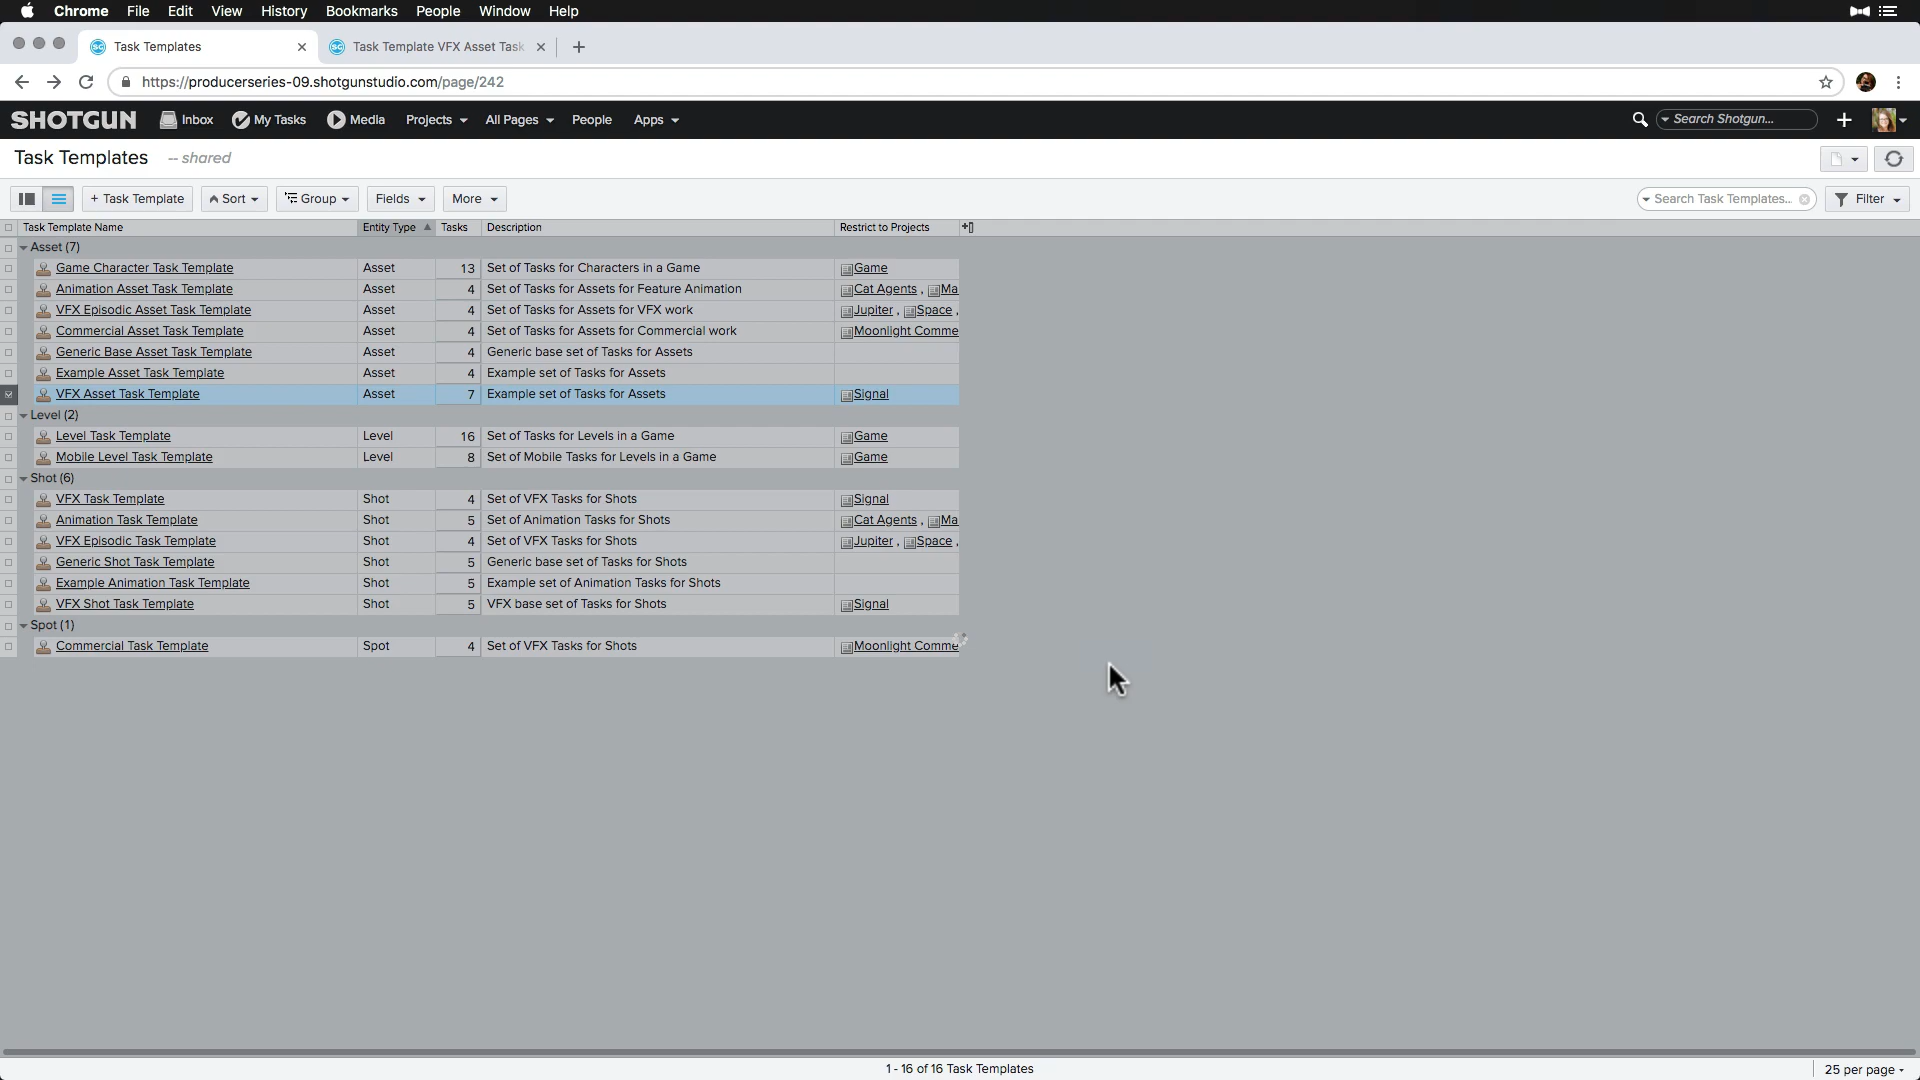 Chrome File Edit View History Bookmarks People Window Help
Task Templates Task Template VFX Asset Task
https://producerseries-09.shotgunstudio.com/page/242
SHOTGUN Inbox My Tasks Media Projects All Pages People Apps Search Shotgun...
Task Templates -- shared
+ Task Template Sort Group Fields More Search Task Templates... Filter
Task Template Name Entity Type Tasks Description Restrict to Projects
Asset (7)
Game Character Task Template Asset 13 Set of Tasks for Characters in a Game Game
Animation Asset Task Template Asset 4 Set of Tasks for Assets for Feature Animation Cat Agents , Ma
VFX Episodic Asset Task Template Asset 4 Set of Tasks for Assets for VFX work Jupiter , Space ,
Commercial Asset Task Template Asset 4 Set of Tasks for Assets for Commercial work Moonlight Comme
Generic Base Asset Task Template Asset 4 Generic base set of Tasks for Assets
Example Asset Task Template Asset 4 Example set of Tasks for Assets
VFX Asset Task Template Asset 7 Example set of Tasks for Assets Signal
Level (2)
Level Task Template Level 16 Set of Tasks for Levels in a Game Game
Mobile Level Task Template Level 8 Set of Mobile Tasks for Levels in a Game Game
Shot (6)
VFX Task Template Shot 4 Set of VFX Tasks for Shots Signal
Animation Task Template Shot 5 Set of Animation Tasks for Shots Cat Agents , Ma
VFX Episodic Task Template Shot 4 Set of VFX Tasks for Shots Jupiter , Space ,
Generic Shot Task Template Shot 5 Generic base set of Tasks for Shots
Example Animation Task Template Shot 5 Example set of Animation Tasks for Shots
VFX Shot Task Template Shot 5 VFX base set of Tasks for Shots Signal
Spot (1)
Commercial Task Template Spot 4 Set of VFX Tasks for Shots Moonlight Comme
1 - 16 of 16 Task Templates 25 per page